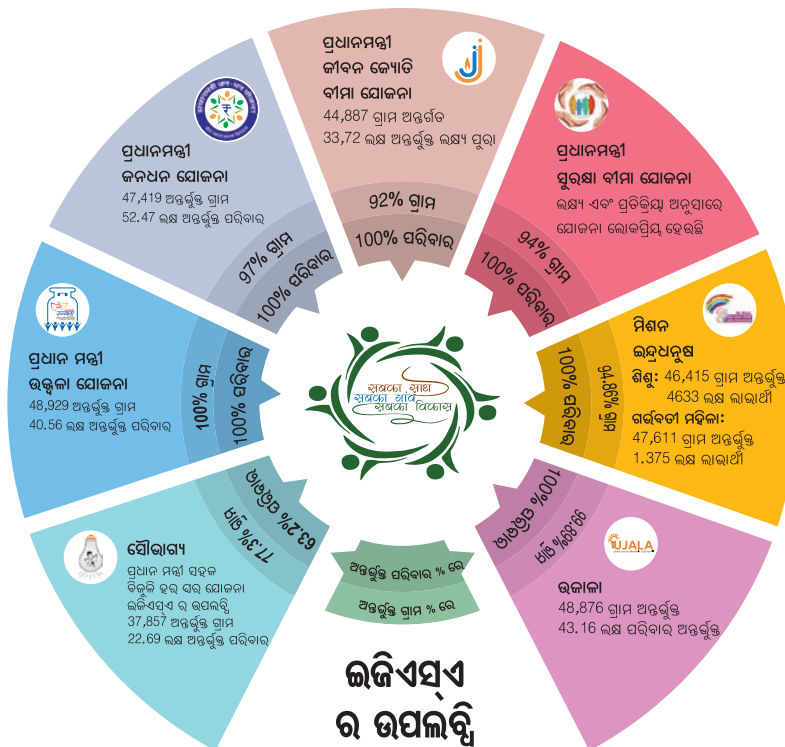 ପ୍ରଧାନମନ୍ତ୍ରୀ
ଜୀବନ ଜ୍ୟୋତି
ବୀମା ଯୋଜନା
44,887 ଗ୍ରାମ ଅନ୍ତର୍ଗତ
33,72 ଲକ୍ଷ ଅନ୍ତର୍ଭୁକ୍ତ ଲକ୍ଷ୍ୟ ପୁରା
92% ଗ୍ରାମ
100% ପରିବାର
ପ୍ରଧାନମନ୍ତ୍ରୀ
ସୁରକ୍ଷା ବୀମା ଯୋଜନା
ଲକ୍ଷ୍ୟ ଏବଂ ପ୍ରତିକ୍ରିୟା ଅନୁସାରେ
ଯୋଜନା ଲୋକପ୍ରିୟ ହେଉଛି
94% ଗ୍ରାମ
100% ପରିବାର
ମିଶନ
ଇନ୍ଦ୍ରଧନୁଷ
ଶିଶୁ: 46,415 ଗ୍ରାମ ଅନ୍ତର୍ଭୁକ୍ତ
4633 ଲକ୍ଷ ଲାଭାର୍ଥୀ
ଗର୍ଭବତୀ ମହିଳା:
47,611 ଗ୍ରାମ ଅନ୍ତର୍ଭୁକ୍ତ
1.375 ଲକ୍ଷ ଲାଭାର୍ଥୀ
94.86% ଗ୍ରାମ
100% ପରିବାର
UJALA
ଉଜାଲା
48,876 ଗ୍ରାମ ଅନ୍ତର୍ଭୁକ୍ତ
43.16 ଲକ୍ଷ ପରିବାର ଅନ୍ତର୍ଭୁକ୍ତ
99.89% ଗ୍ରାମ
100% ପରିବାର
ସୌଭାଗ୍ୟ
ପ୍ରଧାନ ମନ୍ତ୍ରୀ ସହଜ
ବିଜୁଳି ହର ଘର ଯୋଜନା
ଇଜିଏସ୍ଏ ର ଉପଲବ୍ଧି
37,857 ଅନ୍ତର୍ଭୁକ୍ତ ଗ୍ରାମ
22.69 ଲକ୍ଷ ଅନ୍ତର୍ଭୁକ୍ତ ପରିବାର
77.3% ଗ୍ରାମ
63.2% ପରିବାର
ପ୍ରଧାନ ମନ୍ତ୍ରୀ
ଉଜ୍ଜ୍ୱଳା ଯୋଜନା
48,929 ଅନ୍ତର୍ଭୁକ୍ତ ଗ୍ରାମ
40.56 ଲକ୍ଷ ଅନ୍ତର୍ଭୁକ୍ତ ପରିବାର
100% ଗ୍ରାମ
100% ପରିବାର
ପ୍ରଧାନମନ୍ତ୍ରୀ
ଜନଧନ ଯୋଜନା
47,419 ଅନ୍ତର୍ଭୁକ୍ତ ଗ୍ରାମ
52.47 ଲକ୍ଷ ଅନ୍ତର୍ଭୁକ୍ତ ପରିବାର
97% ଗ୍ରାମ
100% ପରିବାର
सबका साथ
सबका गांव
सबका विकास
ଅନ୍ତର୍ଭୁକ୍ତ ପରିବାର % ରେ
ଅନ୍ତର୍ଭୁକ୍ତ ଗ୍ରାମ % ରେ
ଇଜିଏସ୍ଏ
ର ଉପଲବ୍ଧି